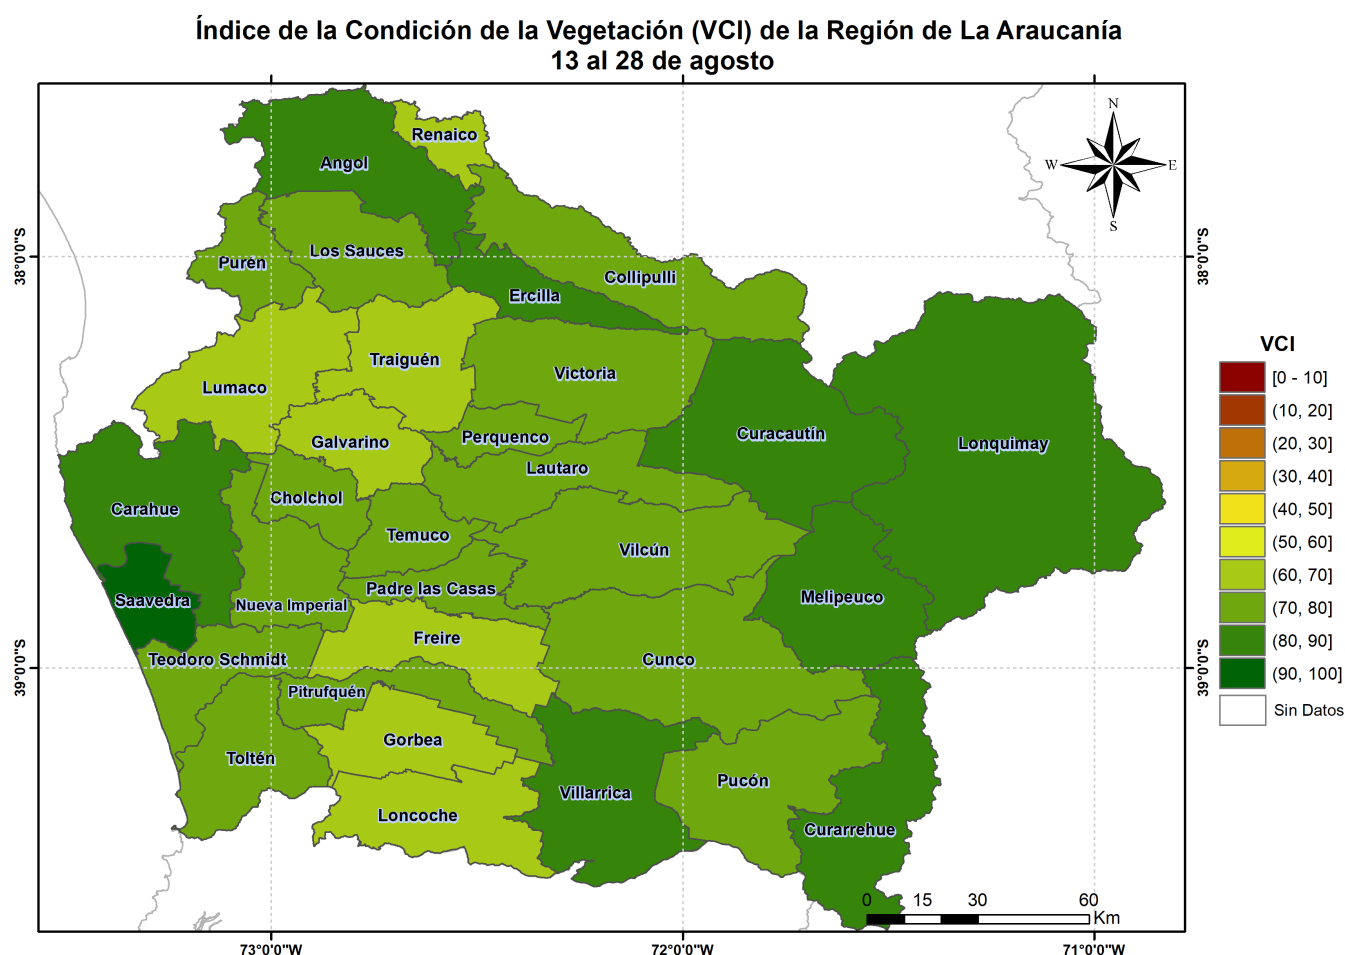 Índice de la Condición de la Vegetación (VCI) de la Región de La Araucanía
13 al 28 de agosto
N
W
E
S
Renaico
Angol
Los Sauces
Purén
Collipulli
Ercilla
Traiguén
Victoria
Lumaco
Galvarino
Perquenco
Curacautín
Lonquimay
Lautaro
Cholchol
Carahue
Temuco
Vilcún
Padre las Casas
Melipeuco
Saavedra
Nueva Imperial
Freire
Teodoro Schmidt
Cunco
Pitrufquén
Gorbea
Toltén
Pucón
Villarrica
Loncoche
Curarrehue
38°0'0"S
38°0'0"S
39°0'0"S
39°0'0"S
73°0'0"W
72°0'0"W
71°0'0"W
0 15 30 60
Km
VCI
[0 - 10]
(10, 20]
(20, 30]
(30, 40]
(40, 50]
(50, 60]
(60, 70]
(70, 80]
(80, 90]
(90, 100]
Sin Datos